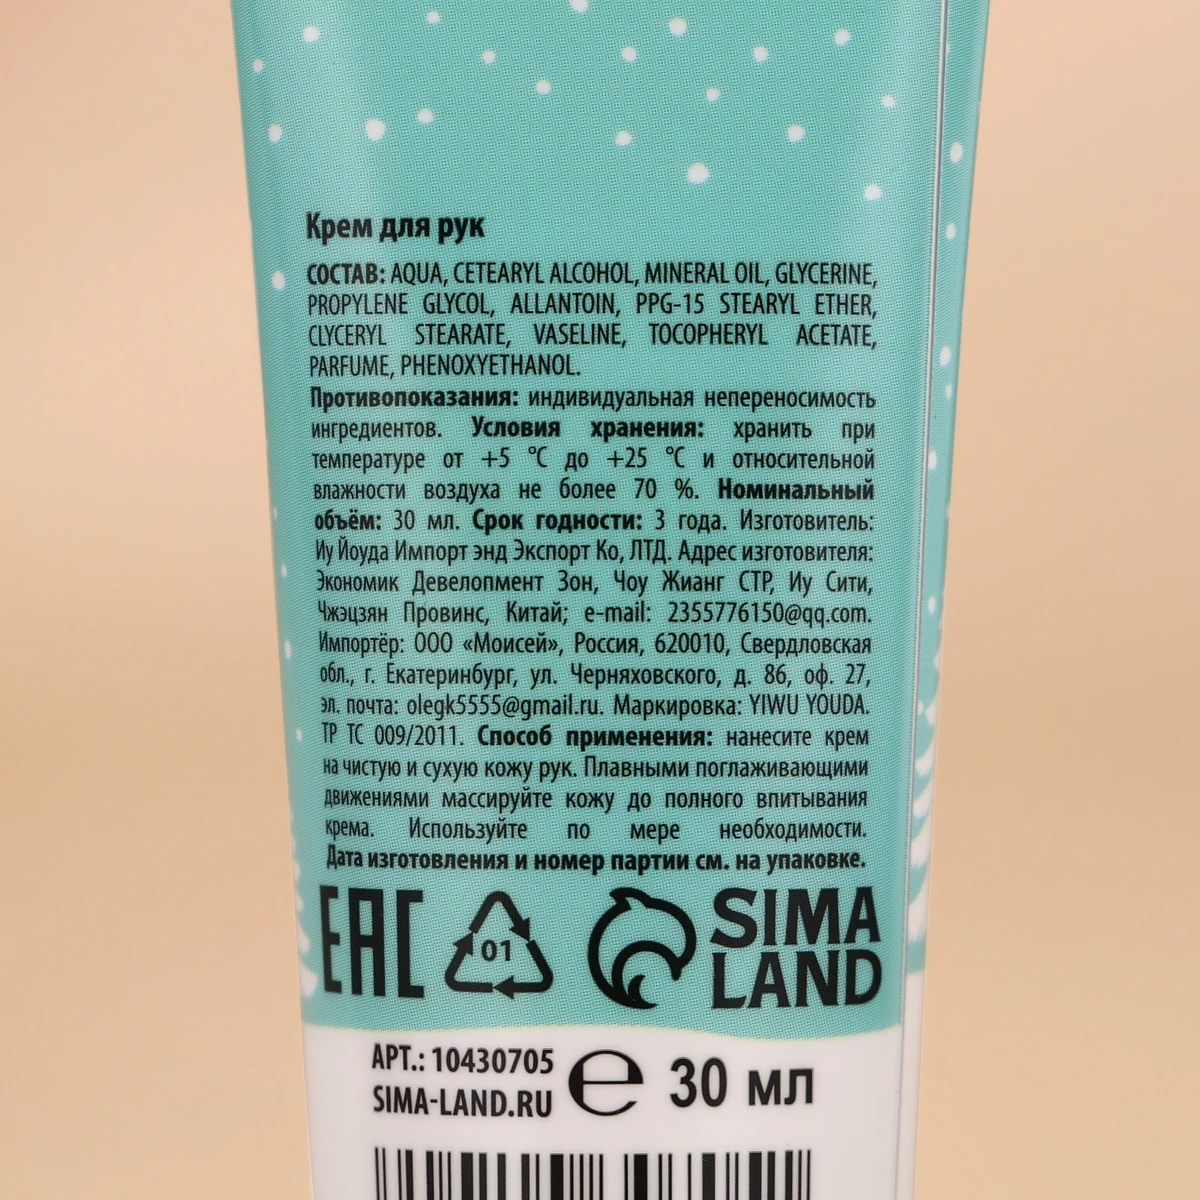 Крем для рук
СОСТАВ: AQUA, CETEARYL ALCOHOL, MINERAL OIL, GLYCERINE,
PROPYLENE GLYCOL, ALLANTOIN, PPG-15 STEARYL ETHER,
CLYCERYL STEARATE, VASELINE, TOCOPHERYL ACETATE,
PARFUME, PHENOXYETHANOL.
Противопоказания: индивидуальная непереносимость
ингредиентов. Условия хранения: хранить при
температуре от +5 °C до +25 °C и относительной
влажности воздуха не более 70 %. Номинальный
объём: 30 мл. Срок годности: 3 года. Изготовитель:
Иу Йоуда Импорт энд Экспорт Ко, ЛТД. Адрес изготовителя:
Экономик Девелопмент Зон, Чоу Жианг СТР, Иу Сити,
Чжэцзян Провинс, Китай; e-mail: 2355776150@qq.com.
Импортёр: ООО «Моисей», Россия, 620010, Свердловская
обл., г. Екатеринбург, ул. Черняховского, д. 86, оф. 27,
эл. почта: olegk5555@gmail.ru. Маркировка: YIWU YOUDA.
ТР ТС 009/2011. Способ применения: нанесите крем
на чистую и сухую кожу рук. Плавными поглаживающими
движениями массируйте кожу до полного впитывания
крема. Используйте по мере необходимости.
Дата изготовления и номер партии см. на упаковке.
EAC 01 SIMA
LAND
АРТ.: 10430705
SIMA-LAND.RU
℮ 30 мл